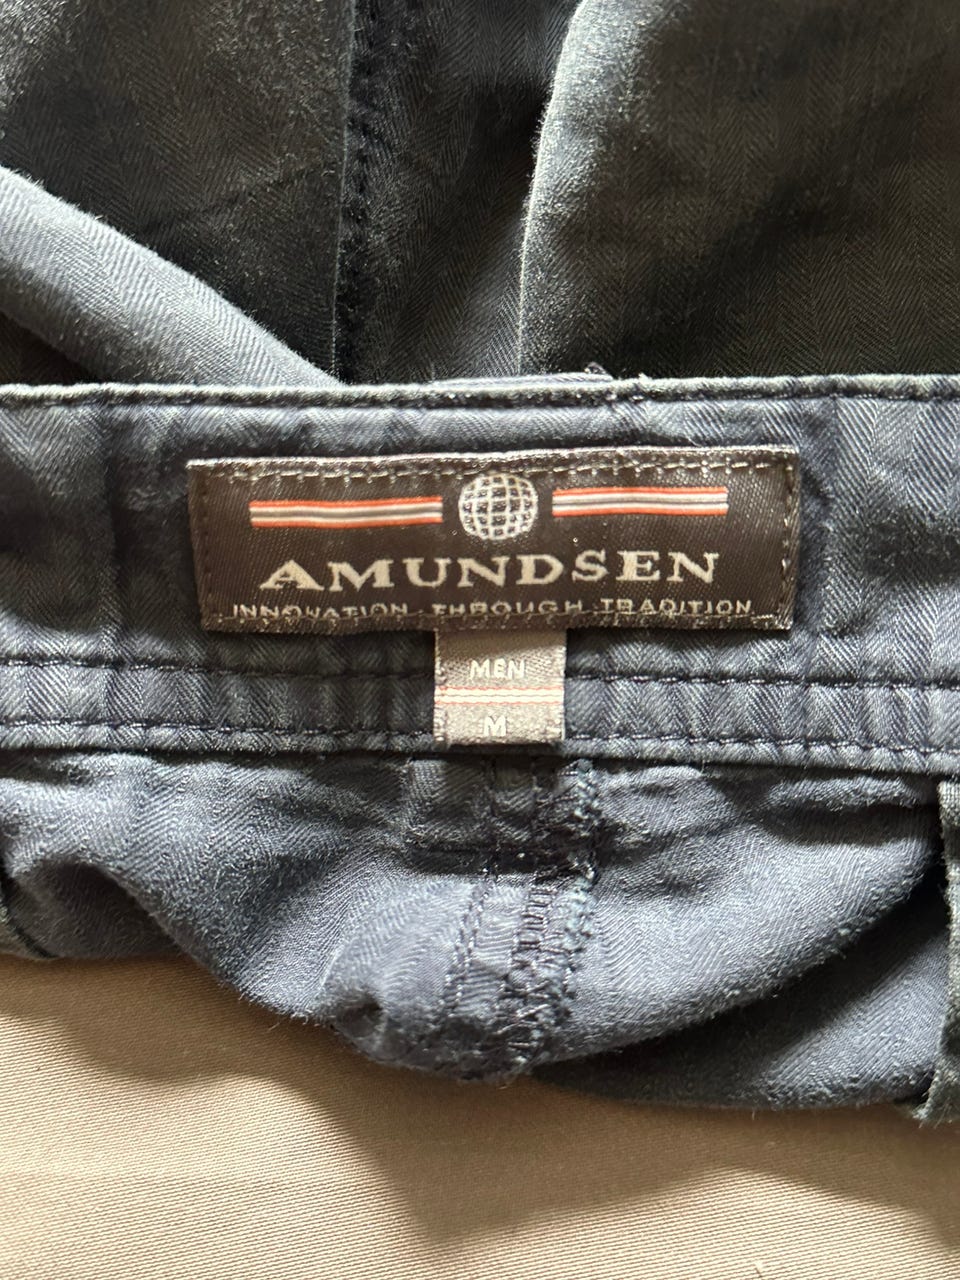 AMUNDSEN
INNOVATION THROUGH TRADITION
MEN
M